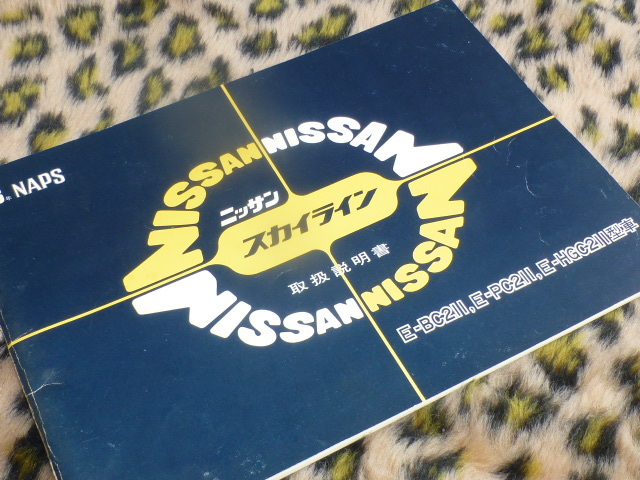 NAPS
NISSAN NISSAN
ニッサン
スカイライン
取扱説明書
NISSAN NISSAN
E-BC211, E-PC211, E-HGC211型車